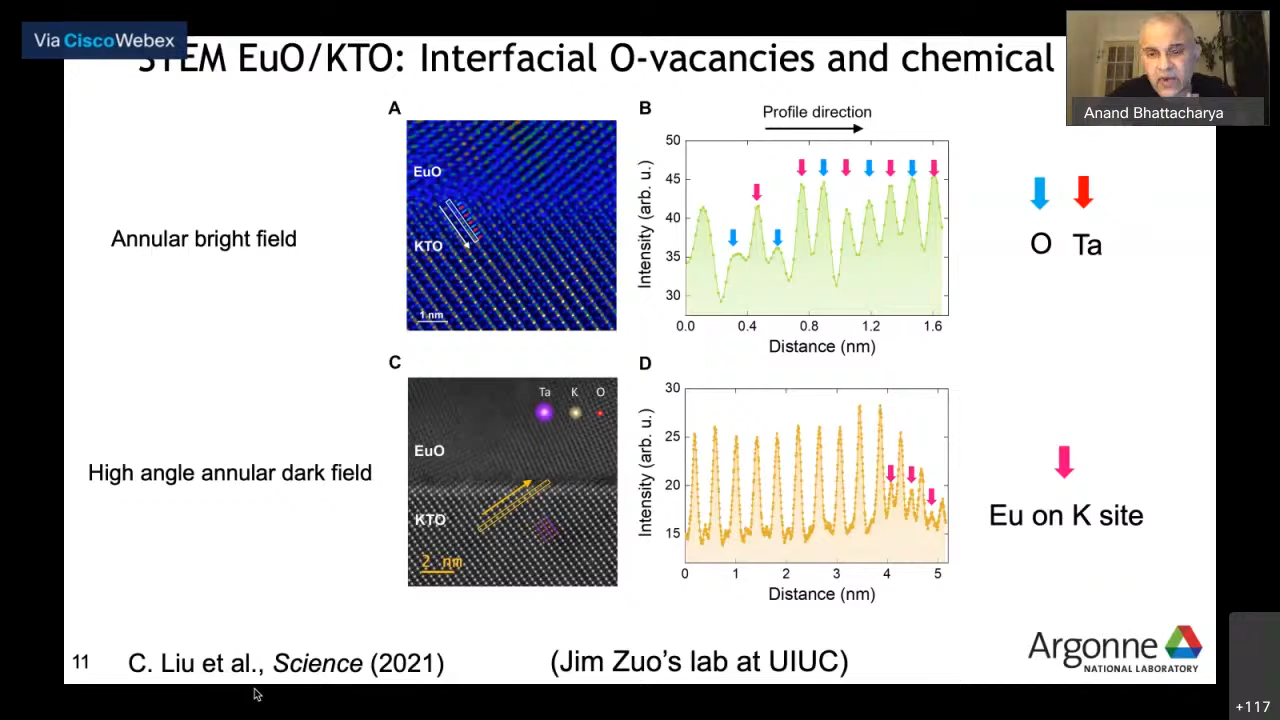 Via Cisco Webex
STEM EuO/KTO: Interfacial O-vacancies and chemical
Anand Bhattacharya
Annular bright field
A
EuO
KTO
1 nm
B
Profile direction
50
45
40
35
30
Intensity (arb. u.)
0.0 0.4 0.8 1.2 1.6
Distance (nm)
O Ta
High angle annular dark field
C
Ta K O
EuO
KTO
2 nm
D
30
25
20
15
Intensity (arb. u.)
0 1 2 3 4 5
Distance (nm)
Eu on K site
11 C. Liu et al., Science (2021)
(Jim Zuo's lab at UIUC)
Argonne
NATIONAL LABORATORY
+117